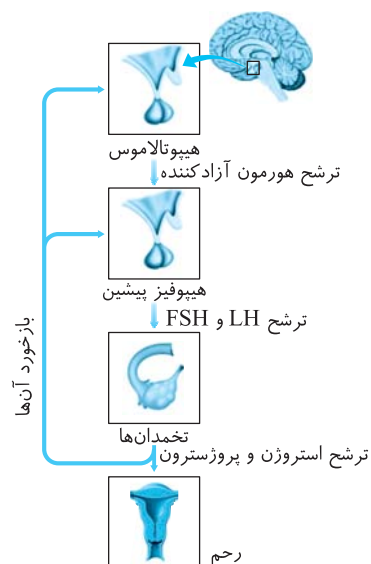 هیپوتالاموس
ترشح هورمون آزادکننده
هیپوفیز پیشین
ترشح LH و FSH
بازخورد آن‌ها
تخمدان‌ها
ترشح استروژن و پروژسترون
رحم